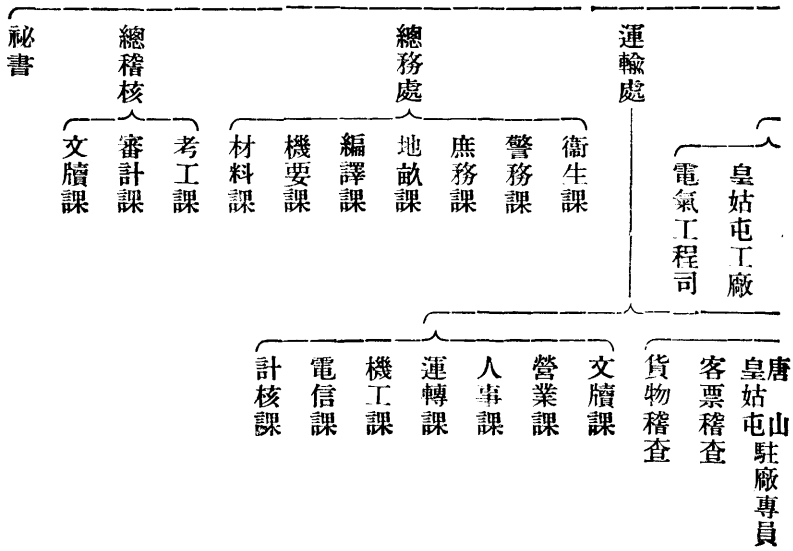 運輸處
總務處
總稽核
祕書
皇姑屯工廠
電氣工程司
衞生課
警務課
庶務課
地畝課
編譯課
機要課
材料課
考工課
審計課
文牘課
唐山
皇姑屯駐廠專員
客票稽查
貨物稽查
文牘課
營業課
人事課
運轉課
機工課
電信課
計核課